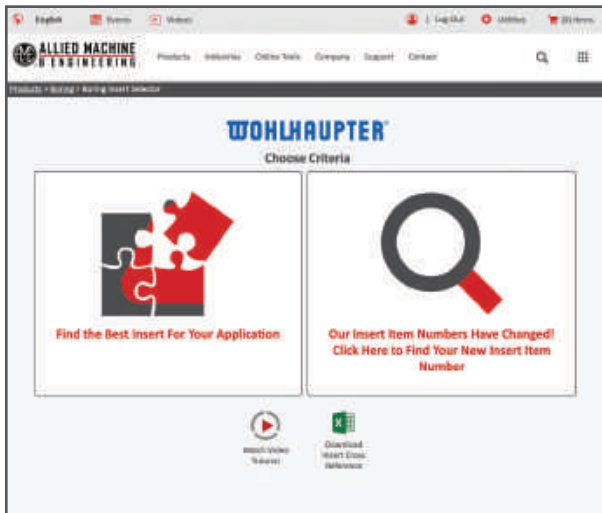 English Events Videos | Log Out Utilities (0) Items
ALLIED MACHINE
& ENGINEERING
Products Industries Online Tools Company Support Contact
Products > Boring > Boring Insert Selector
WOHLHAUPTER®
Choose Criteria
Find the Best Insert For Your Application
Our Insert Item Numbers Have Changed!
Click Here to Find Your New Insert Item
Number
Watch Video
Tutorial
Download
Insert Cross
Reference